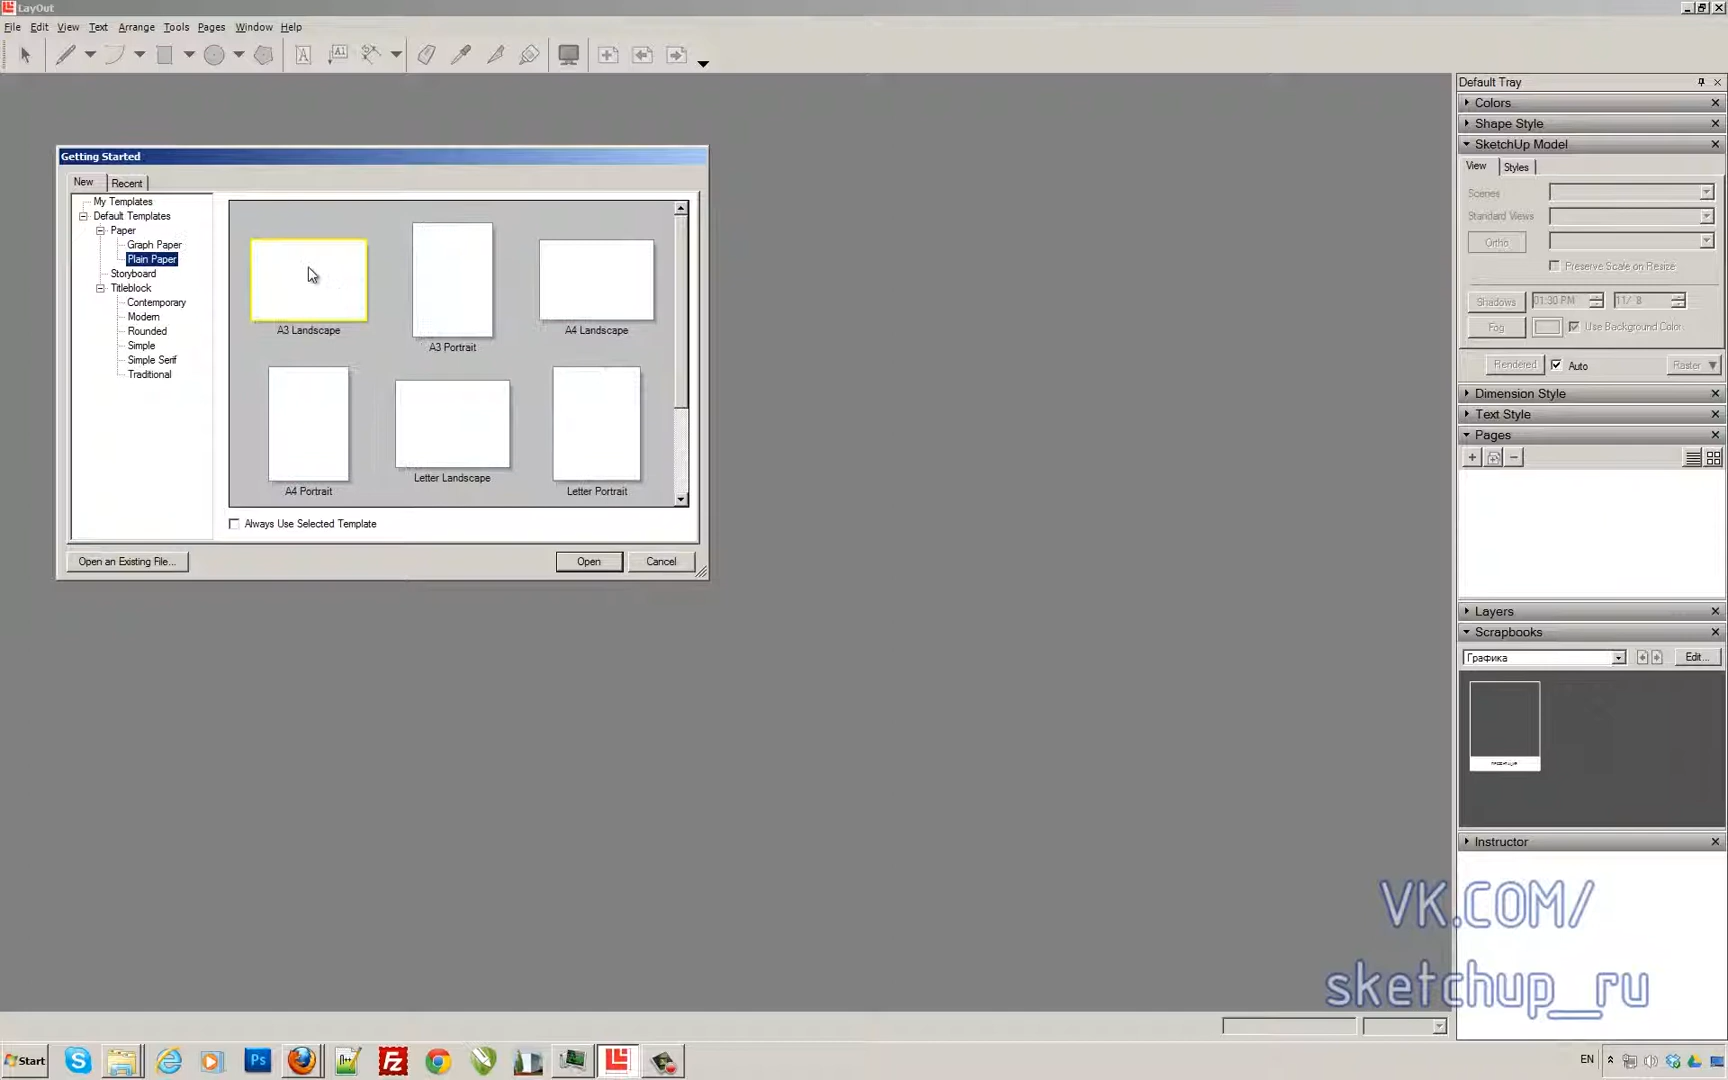 LayOut
File Edit View Text Arrange Tools Pages Window Help
Default Tray
Colors
Shape Style
SketchUp Model
View Styles
Scenes
Standard Views
Ortho
Preserve Scale on Resize
Shadows 01:30 PM 11/ 8
Fog Use Background Color
Rendered Auto Raster
Dimension Style
Text Style
Pages
Layers
Scrapbooks
Графика Edit...
Instructor
Getting Started
New Recent
My Templates
Default Templates
Paper
Graph Paper
Plain Paper
Storyboard
Titleblock
Contemporary
Modern
Rounded
Simple
Simple Serif
Traditional
A3 Landscape
A3 Portrait
A4 Landscape
A4 Portrait
Letter Landscape
Letter Portrait
Always Use Selected Template
Open an Existing File... Open Cancel
VK.COM/
sketchup_ru
Start
Ps
FZ
EN